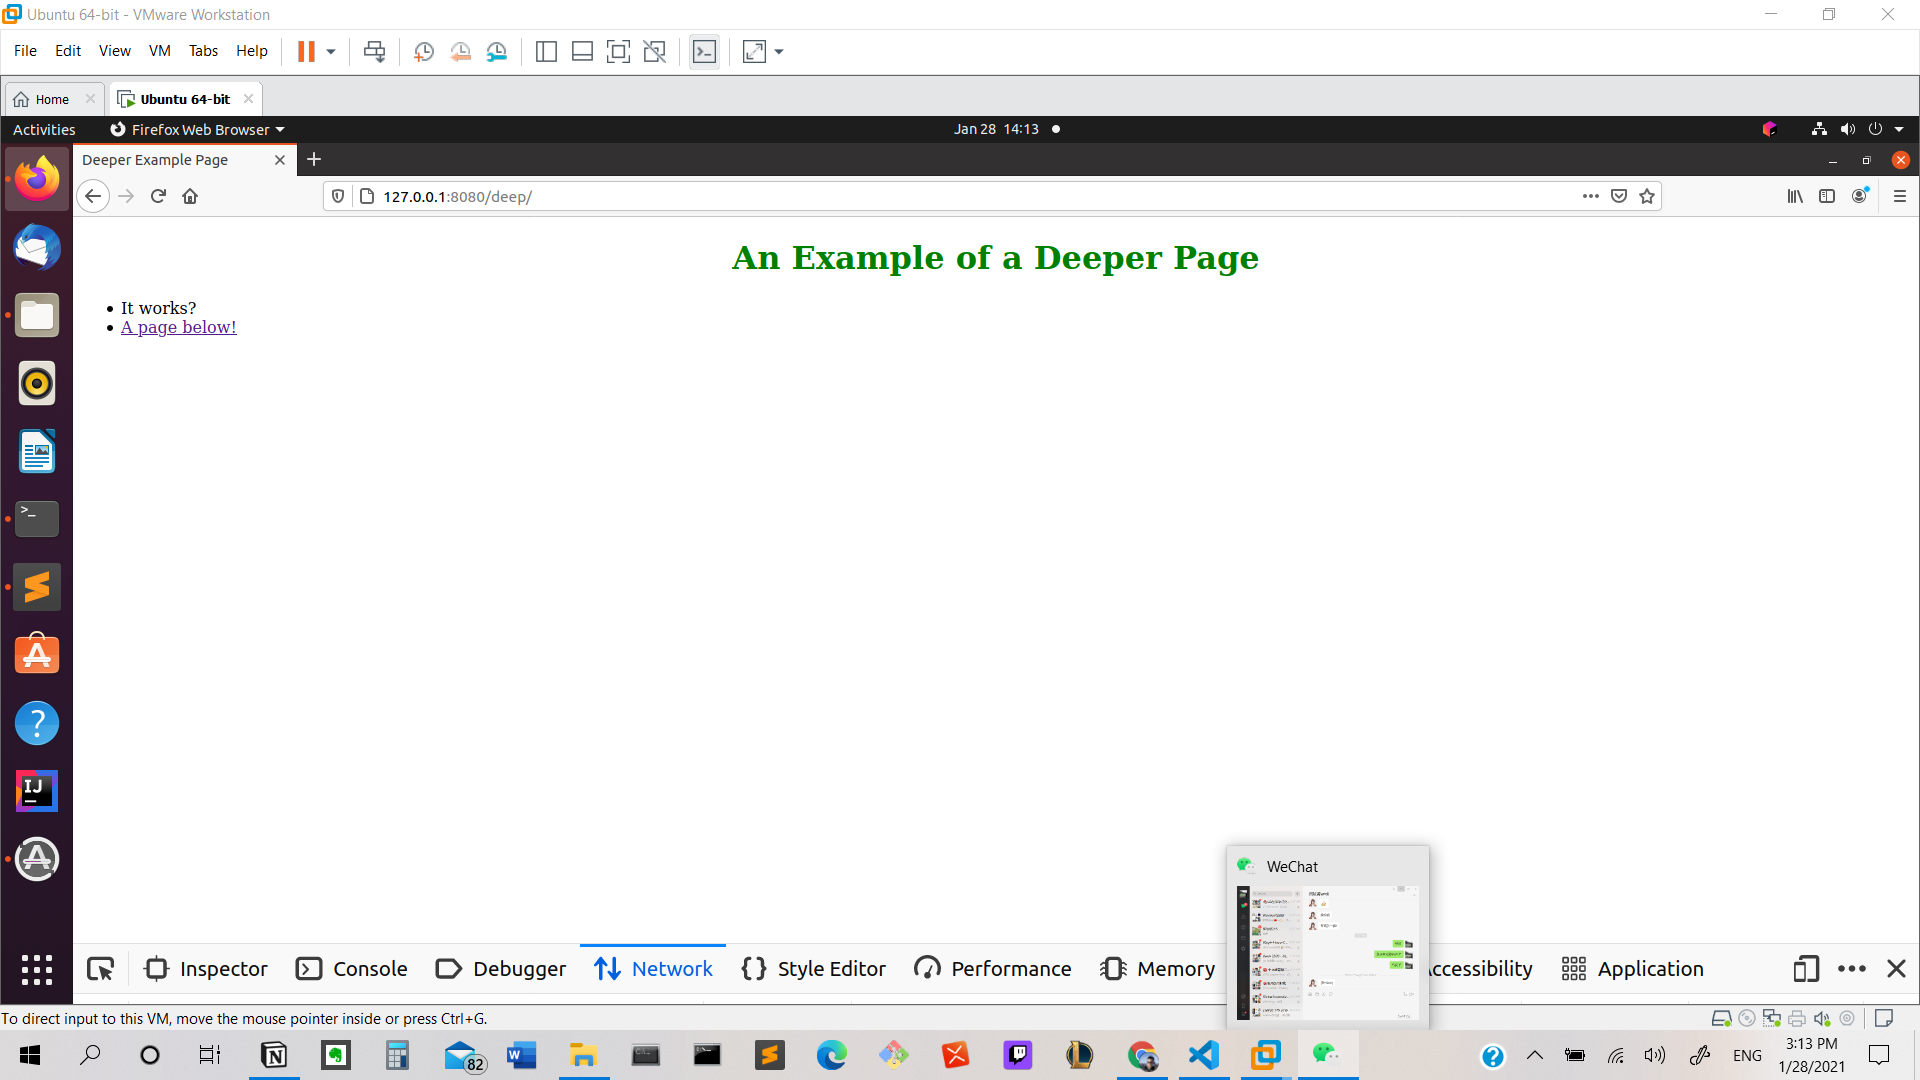 Ubuntu 64-bit - VMware Workstation
File Edit View VM Tabs Help
Home
Ubuntu 64-bit
Activities
Firefox Web Browser
Jan 28 14:13
Deeper Example Page
127.0.0.1:8080/deep/
An Example of a Deeper Page
It works?
A page below!
WeChat
Inspector
Console
Debugger
Network
Style Editor
Performance
Memory
ccessibility
Application
To direct input to this VM, move the mouse pointer inside or press Ctrl+G.
82
ENG
3:13 PM
1/28/2021